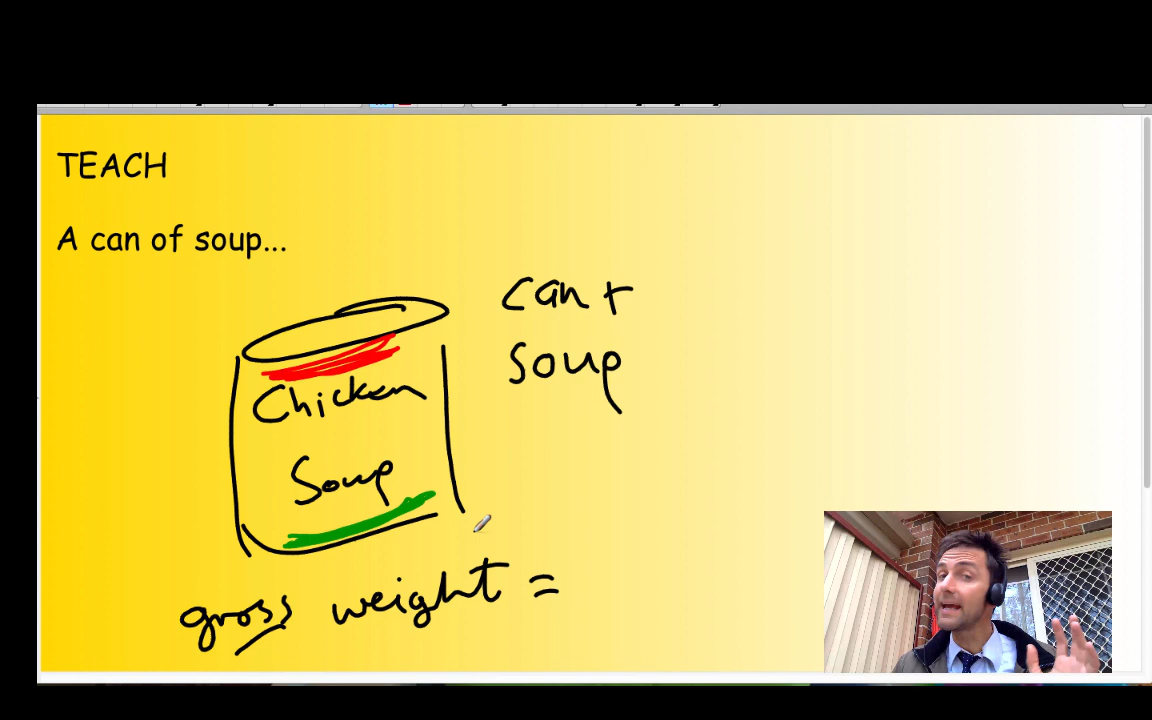 TEACH
A can of soup...
can +
soup
Chicken
Soup
gross weight =